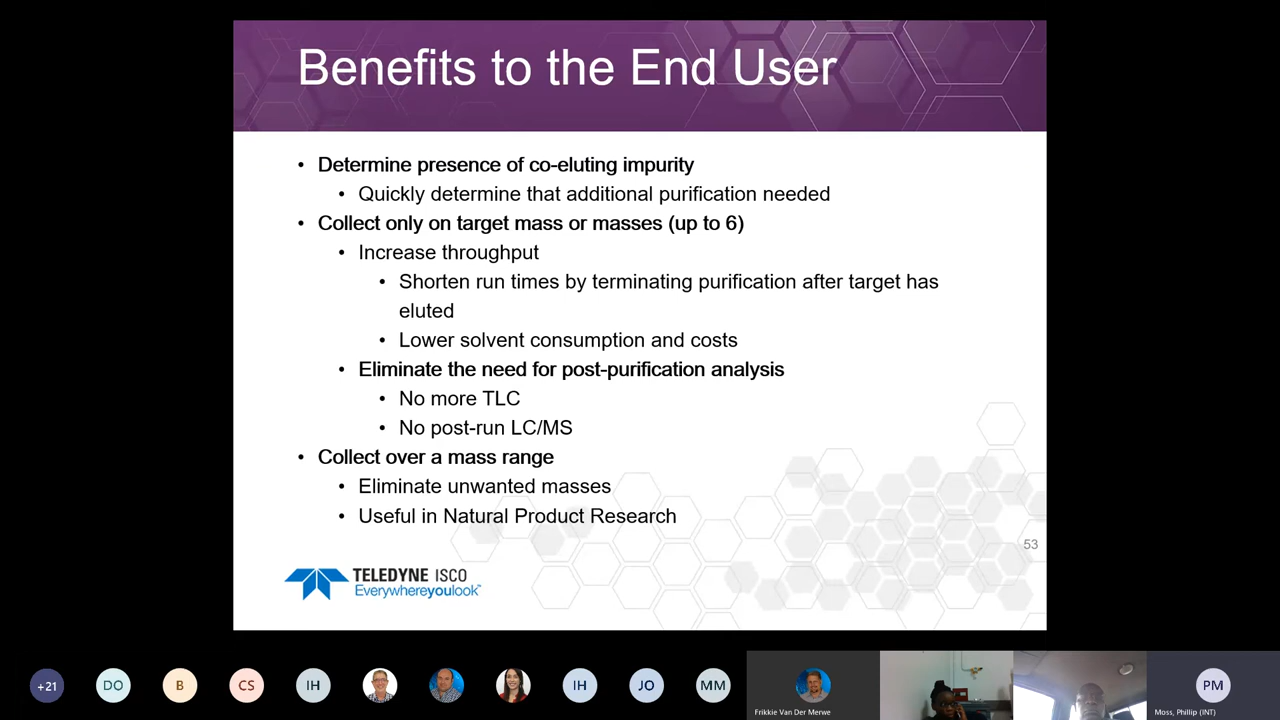 Benefits to the End User
• Determine presence of co-eluting impurity
• Quickly determine that additional purification needed
• Collect only on target mass or masses (up to 6)
• Increase throughput
• Shorten run times by terminating purification after target has
eluted
• Lower solvent consumption and costs
• Eliminate the need for post-purification analysis
• No more TLC
• No post-run LC/MS
• Collect over a mass range
• Eliminate unwanted masses
• Useful in Natural Product Research
53
TELEDYNE ISCO
Everywhereyoulook™
+21
DO
B
CS
IH
IH
JO
MM
PM
Frikkie Van Der Merwe
Moss, Phillip (INT)